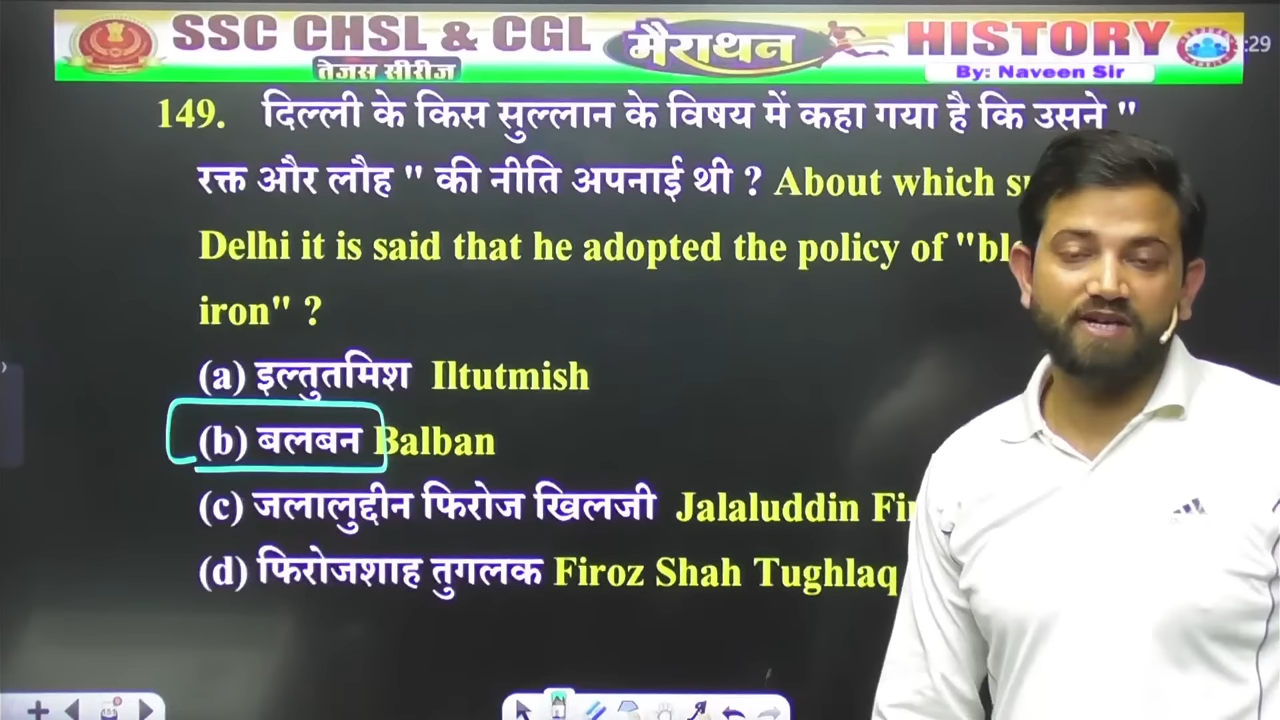 SSC CHSL & CGL मैराथन HISTORY
तेजस सीरीज By: Naveen Sir
:29
149. दिल्ली के किस सुल्लान के विषय में कहा गया है कि उसने "
रक्त और लौह " की नीति अपनाई थी ? About which
Delhi it is said that he adopted the policy of
iron" ?
(a) इल्तुतमिश Iltutmish
(b) बलबन Balban
(c) जलालुद्दीन फिरोज खिलजी Jalaluddin
(d) फिरोजशाह तुगलक Firoz Shah Tughlaq